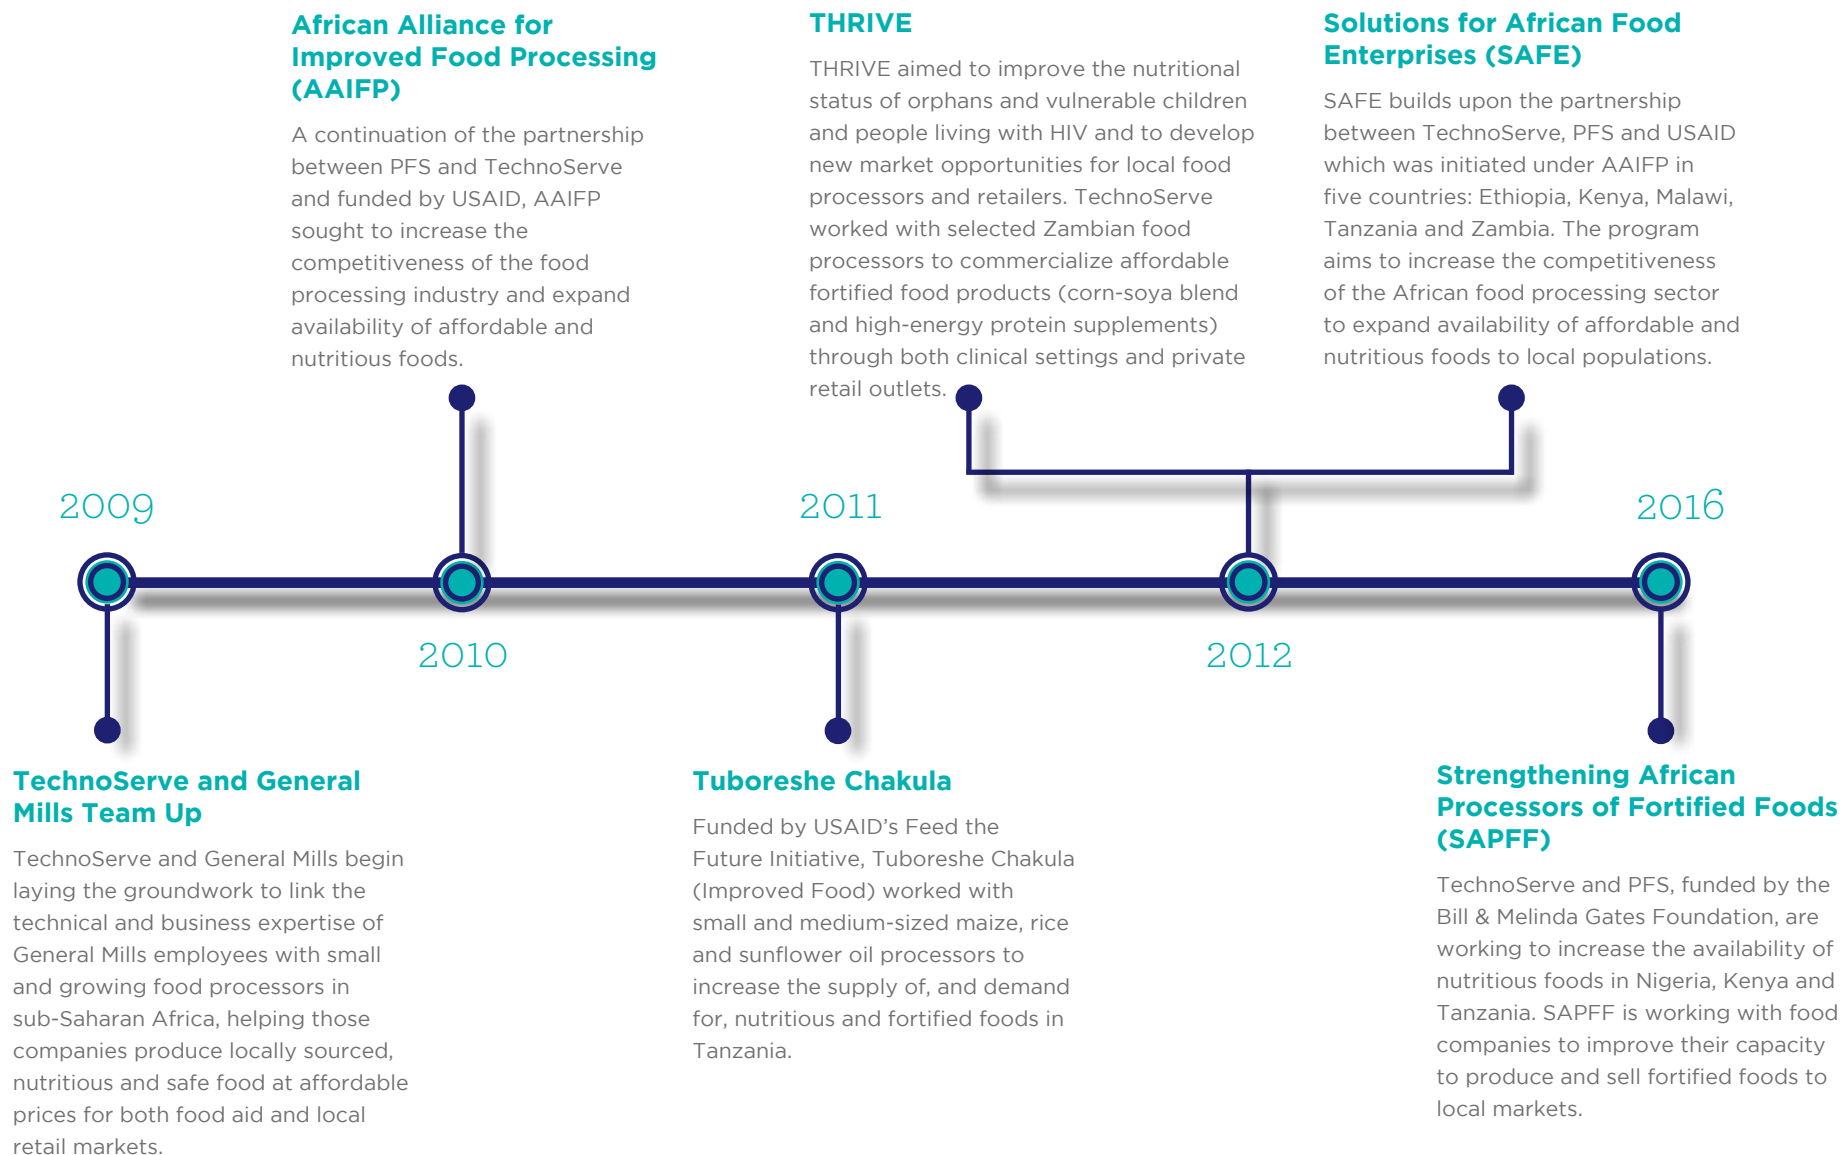 African Alliance for
Improved Food Processing
(AAIFP)
A continuation of the partnership
between PFS and TechnoServe
and funded by USAID, AAIFP
sought to increase the
competitiveness of the food
processing industry and expand
availability of affordable and
nutritious foods.
THRIVE
THRIVE aimed to improve the nutritional
status of orphans and vulnerable children
and people living with HIV and to develop
new market opportunities for local food
processors and retailers. TechnoServe
worked with selected Zambian food
processors to commercialize affordable
fortified food products (corn-soya blend
and high-energy protein supplements)
through both clinical settings and private
retail outlets.
Solutions for African Food
Enterprises (SAFE)
SAFE builds upon the partnership
between TechnoServe, PFS and USAID
which was initiated under AAIFP in
five countries: Ethiopia, Kenya, Malawi,
Tanzania and Zambia. The program
aims to increase the competitiveness
of the African food processing sector
to expand availability of affordable and
nutritious foods to local populations.
2009
2011
2016
2010
2012
TechnoServe and General
Mills Team Up
TechnoServe and General Mills begin
laying the groundwork to link the
technical and business expertise of
General Mills employees with small
and growing food processors in
sub-Saharan Africa, helping those
companies produce locally sourced,
nutritious and safe food at affordable
prices for both food aid and local
retail markets.
Tuboreshe Chakula
Funded by USAID’s Feed the
Future Initiative, Tuboreshe Chakula
(Improved Food) worked with
small and medium-sized maize, rice
and sunflower oil processors to
increase the supply of, and demand
for, nutritious and fortified foods in
Tanzania.
Strengthening African
Processors of Fortified Foods
(SAPFF)
TechnoServe and PFS, funded by the
Bill & Melinda Gates Foundation, are
working to increase the availability of
nutritious foods in Nigeria, Kenya and
Tanzania. SAPFF is working with food
companies to improve their capacity
to produce and sell fortified foods to
local markets.